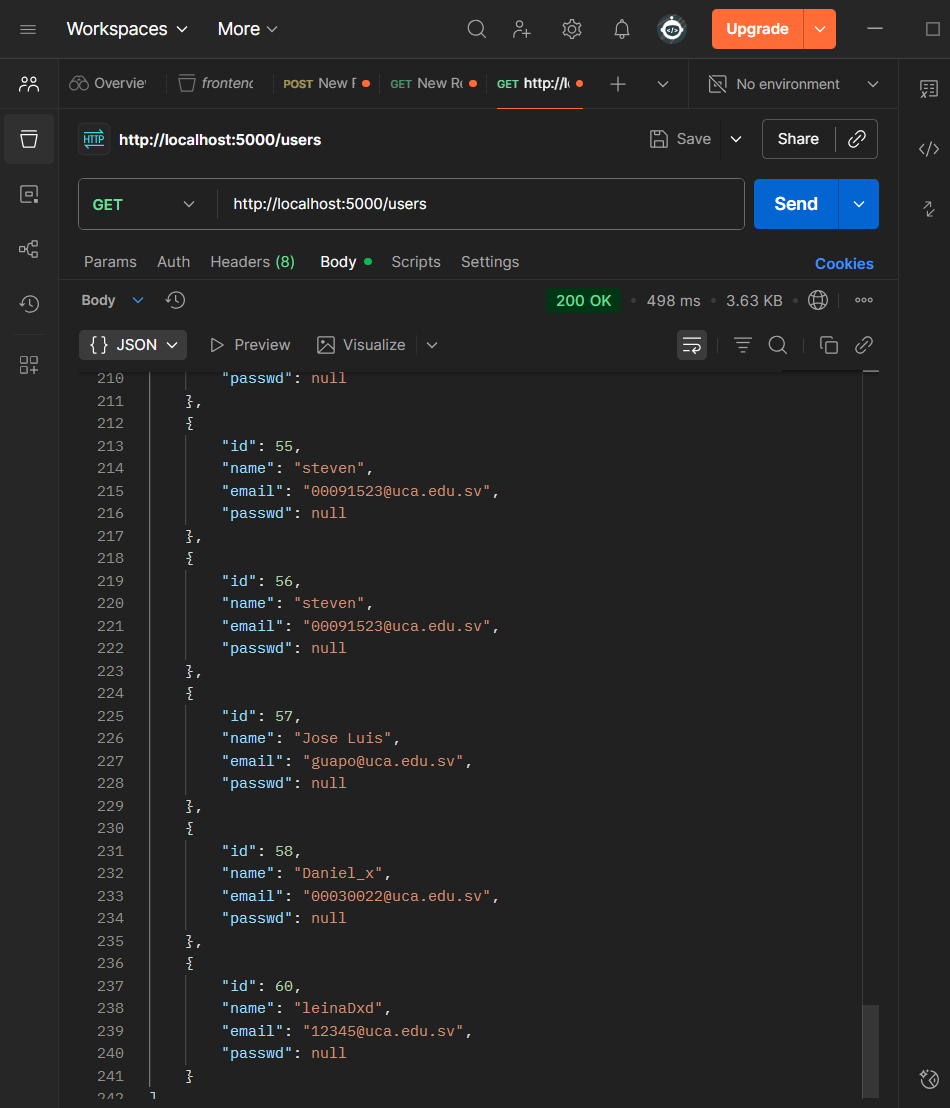 Workspaces More Upgrade
Overvie frontenc POST New F GET New Rc GET http://l No environment
HTTP http://localhost:5000/users Save Share
GET http://localhost:5000/users Send
Params Auth Headers (8) Body Scripts Settings Cookies
Body 200 OK 498 ms 3.63 KB
{ } JSON Preview Visualize
210 "passwd": null
211 },
212 {
213 "id": 55,
214 "name": "steven",
215 "email": "00091523@uca.edu.sv",
216 "passwd": null
217 },
218 {
219 "id": 56,
220 "name": "steven",
221 "email": "00091523@uca.edu.sv",
222 "passwd": null
223 },
224 {
225 "id": 57,
226 "name": "Jose Luis",
227 "email": "guapo@uca.edu.sv",
228 "passwd": null
229 },
230 {
231 "id": 58,
232 "name": "Daniel_x",
233 "email": "00030022@uca.edu.sv",
234 "passwd": null
235 },
236 {
237 "id": 60,
238 "name": "leinaDxd",
239 "email": "12345@uca.edu.sv",
240 "passwd": null
241 }
242 ]